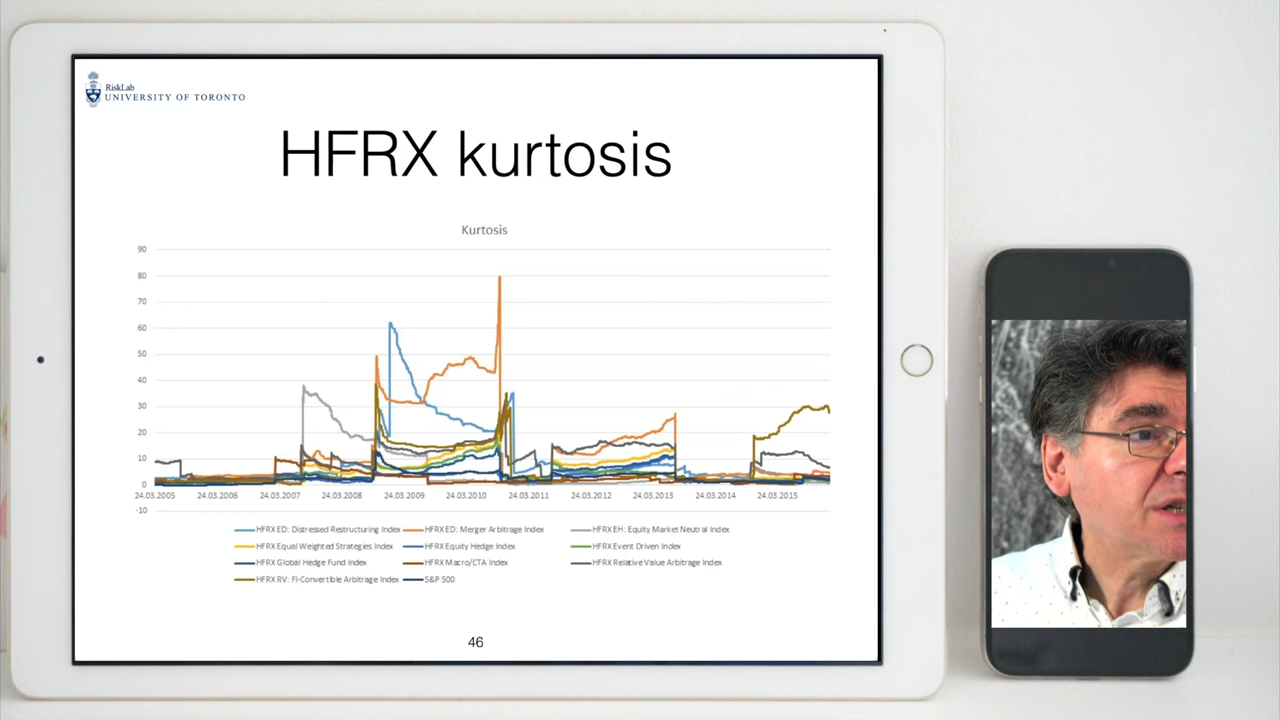 RiskLab
UNIVERSITY OF TORONTO
HFRX kurtosis
Kurtosis
90
80
70
60
50
40
30
20
10
0
-10
24.03.2005 24.03.2006 24.03.2007 24.03.2008 24.03.2009 24.03.2010 24.03.2011 24.03.2012 24.03.2013 24.03.2014 24.03.2015
HFRX ED: Distressed Restructuring Index HFRX ED: Merger Arbitrage Index HFRX EH: Equity Market Neutral Index
HFRX Equal Weighted Strategies Index HFRX Equity Hedge Index HFRX Event Driven Index
HFRX Global Hedge Fund Index HFRX Macro/CTA Index HFRX Relative Value Arbitrage Index
HFRX RV: FI-Convertible Arbitrage Index S&P 500
46